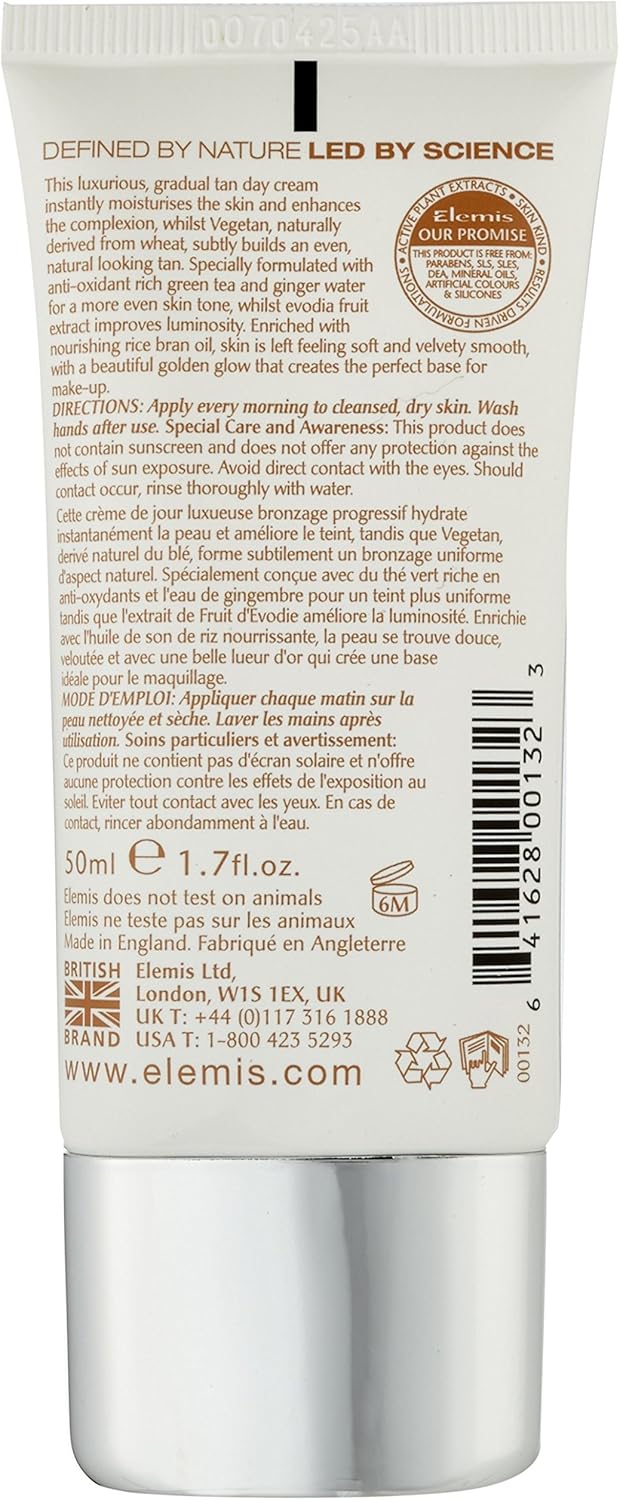 0070425AA
DEFINED BY NATURE LED BY SCIENCE
This luxurious, gradual tan day cream
instantly moisturises the skin and enhances
the complexion, whilst Vegetan, naturally
derived from wheat, subtly builds an even,
natural looking tan. Specially formulated with
anti-oxidant rich green tea and ginger water
for a more even skin tone, whilst evodia fruit
extract improves luminosity. Enriched with
nourishing rice bran oil, skin is left feeling soft and velvety smooth,
with a beautiful golden glow that creates the perfect base for
make-up.
ACTIVE PLANT EXTRACTS • SKIN KIND • RESULTS DRIVEN FORMULATIONS •
Elemis
OUR PROMISE
THIS PRODUCT IS FREE FROM:
PARABENS, SLS, SLES,
DEA, MINERAL OILS,
ARTIFICIAL COLOURS
& SILICONES
DIRECTIONS: Apply every morning to cleansed, dry skin. Wash
hands after use. Special Care and Awareness: This product does
not contain sunscreen and does not offer any protection against the
effects of sun exposure. Avoid direct contact with the eyes. Should
contact occur, rinse thoroughly with water.
Cette crème de jour luxueuse bronzage progressif hydrate
instantanément la peau et améliore le teint, tandis que Vegetan,
derivé naturel du blé, forme subtilement un bronzage uniforme
d'aspect naturel. Spécialement conçue avec du thé vert riche en
anti-oxydants et l'eau de gingembre pour un teint plus uniforme
tandis que l'extrait de Fruit d'Evodie améliore la luminosité. Enrichie
avec l'huile de son de riz nourrissante, la peau se trouve douce,
veloutée et avec une belle lueur d'or qui crée une base
idéale pour le maquillage.
MODE D'EMPLOI: Appliquer chaque matin sur la
peau nettoyée et sèche. Laver les mains après
utilisation. Soins particuliers et avertissement:
Ce produit ne contient pas d'écran solaire et n'offre
aucune protection contre les effets de l'exposition au
soleil. Eviter tout contact avec les yeux. En cas de
contact, rincer abondamment à l'eau.
50ml e 1.7fl.oz.
6M
Elemis does not test on animals
Elemis ne teste pas sur les animaux
Made in England. Fabriqué en Angleterre
BRITISH
BRAND
Elemis Ltd,
London, W1S 1EX, UK
UK T: +44 (0)117 316 1888
USA T: 1-800 423 5293
www.elemis.com
6 41628 00132 3
00132